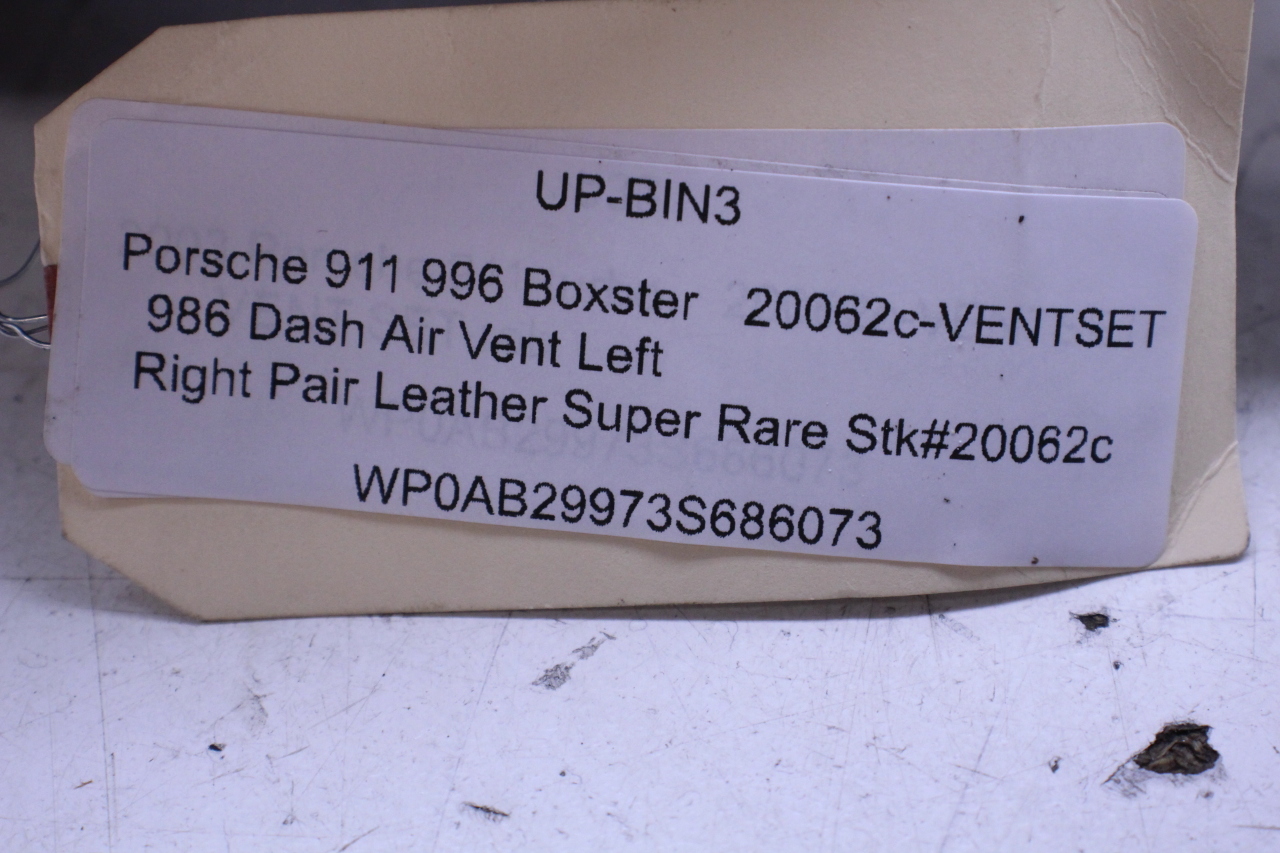 UP-BIN3
Porsche 911 996 Boxster 20062c-VENTSET
986 Dash Air Vent Left
Right Pair Leather Super Rare Stk#20062c
WP0AB29973S686073